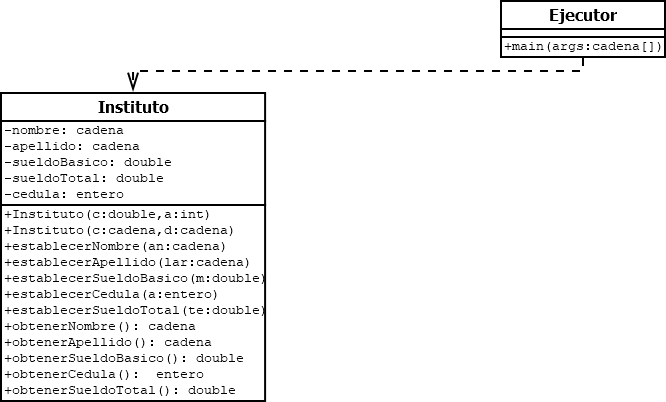 Ejecutor
+main(args:cadena[])
Instituto
-nombre: cadena
-apellido: cadena
-sueldoBasico: double
-sueldoTotal: double
-cedula: entero
+Instituto(c:double,a:int)
+Instituto(c:cadena,d:cadena)
+establecerNombre(an:cadena)
+establecerApellido(lar:cadena)
+establecerSueldoBasico(m:double)
+establecerCedula(a:entero)
+establecerSueldoTotal(te:double)
+obtenerNombre(): cadena
+obtenerApellido(): cadena
+obtenerSueldoBasico(): double
+obtenerCedula():  entero
+obtenerSueldoTotal(): double